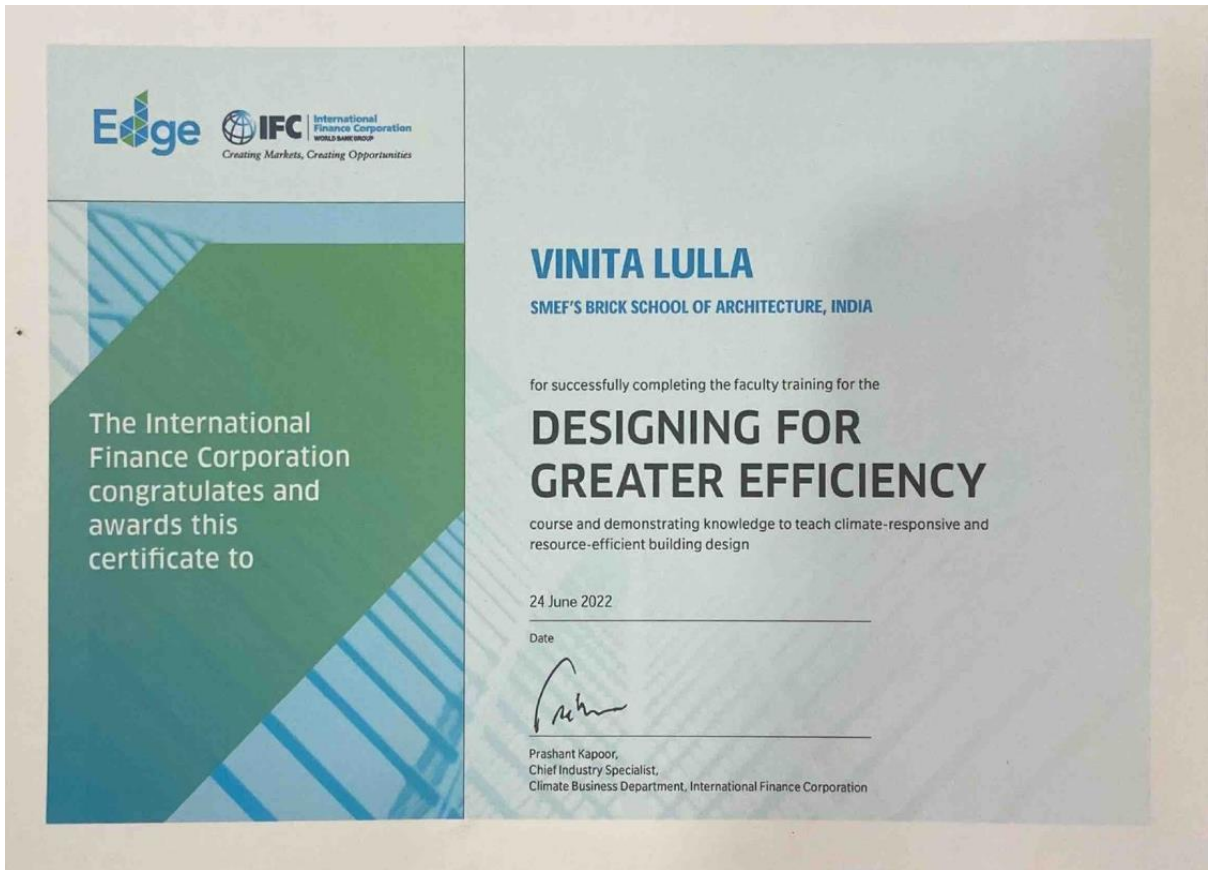 Edge
IFC
International
Finance Corporation
WORLD BANK GROUP
Creating Markets, Creating Opportunities
The International
Finance Corporation
congratulates and
awards this
certificate to
VINITA LULLA
SMEF'S BRICK SCHOOL OF ARCHITECTURE, INDIA
for successfully completing the faculty training for the
DESIGNING FOR
GREATER EFFICIENCY
course and demonstrating knowledge to teach climate-responsive and
resource-efficient building design
24 June 2022
Date
Prashant Kapoor,
Chief Industry Specialist,
Climate Business Department, International Finance Corporation